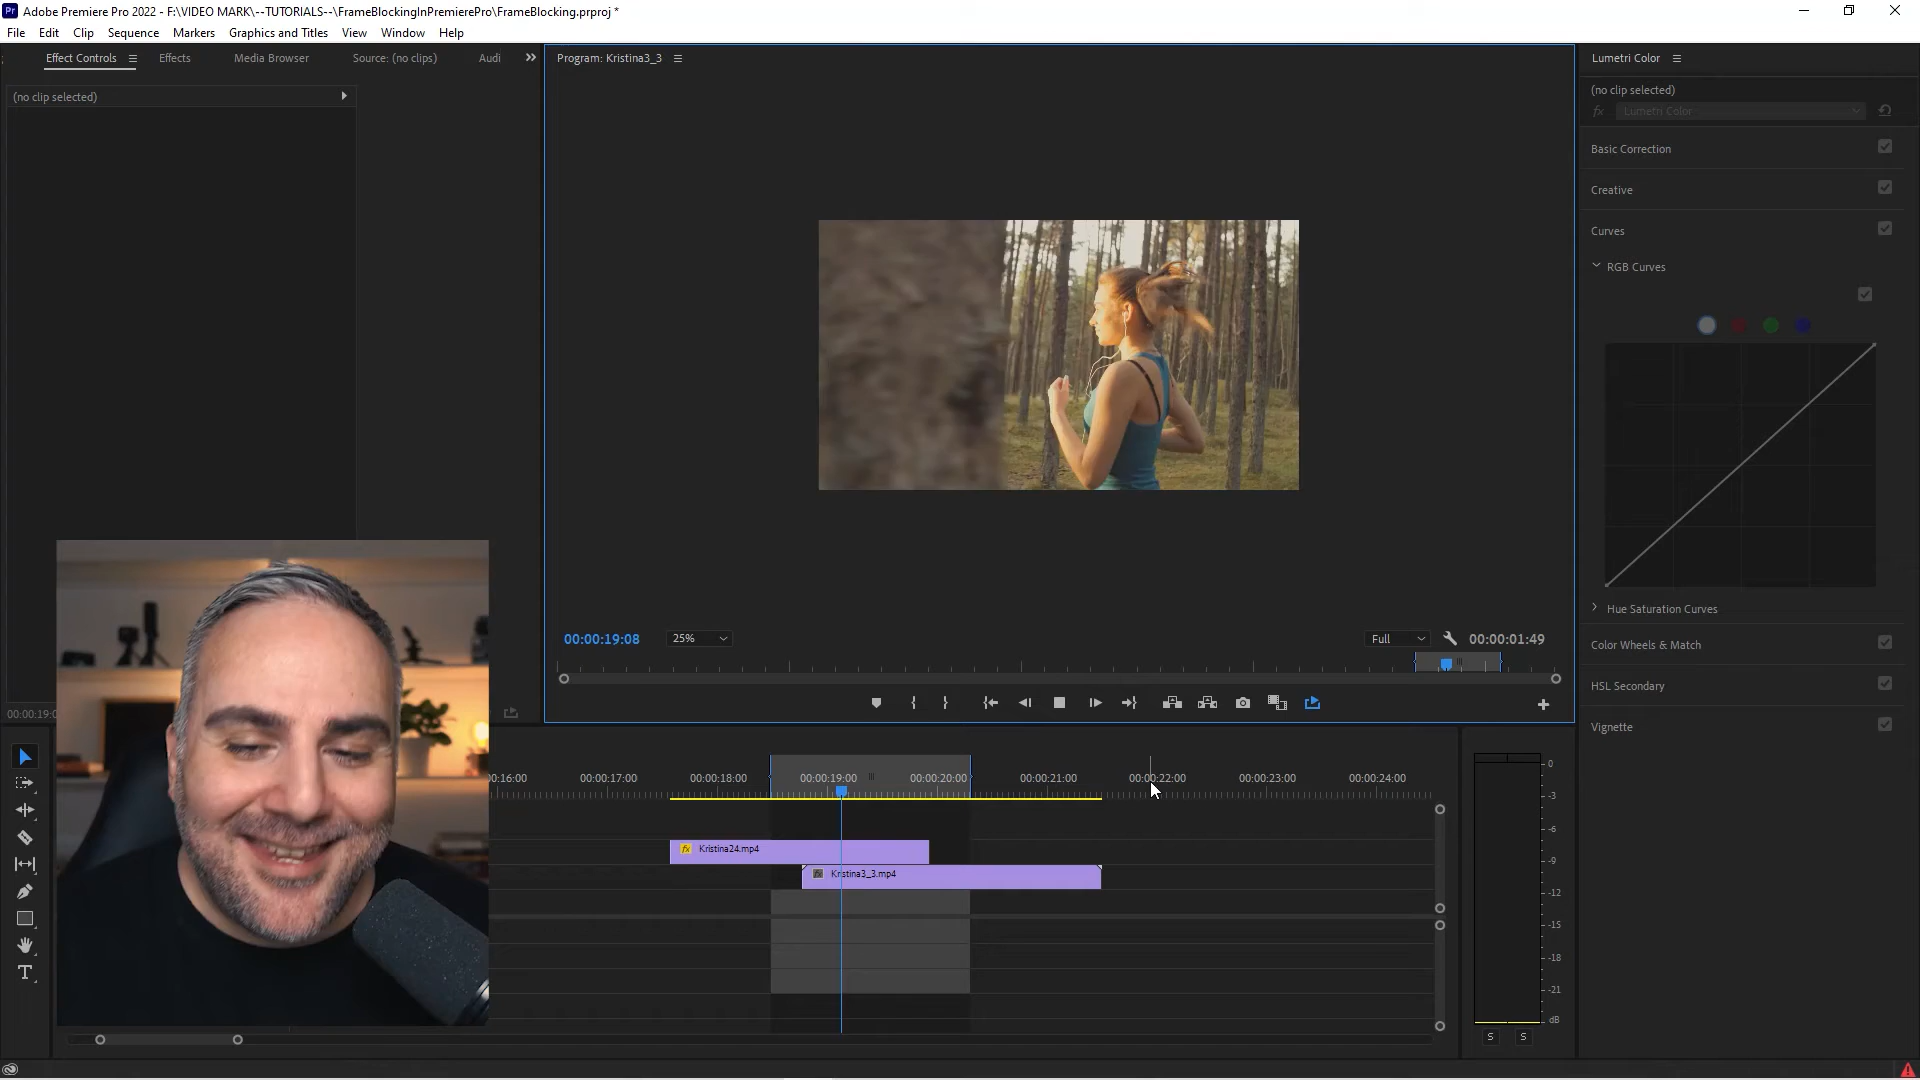 Pr Adobe Premiere Pro 2022 - F:\VIDEO MARK\--TUTORIALS--\FrameBlockingInPremierePro\FrameBlocking.prproj *
File Edit Clip Sequence Markers Graphics and Titles View Window Help
Effect Controls Effects Media Browser Source: (no clips) Audi
(no clip selected)
Program: Kristina3_3
00:00:19:08 25% Full 00:00:01:49
Lumetri Color
(no clip selected)
fx Lumetri Color
Basic Correction
Creative
Curves
RGB Curves
Hue Saturation Curves
Color Wheels & Match
HSL Secondary
Vignette
00:00:19:0
:00:16:00 00:00:17:00 00:00:18:00 00:00:19:00 00:00:20:00 00:00:21:00 00:00:22:00 00:00:23:00 00:00:24:00
fx Kristina24.mp4
fx Kristina3_3.mp4
T
0
-3
-6
-9
-12
-15
-18
-21
dB
S S